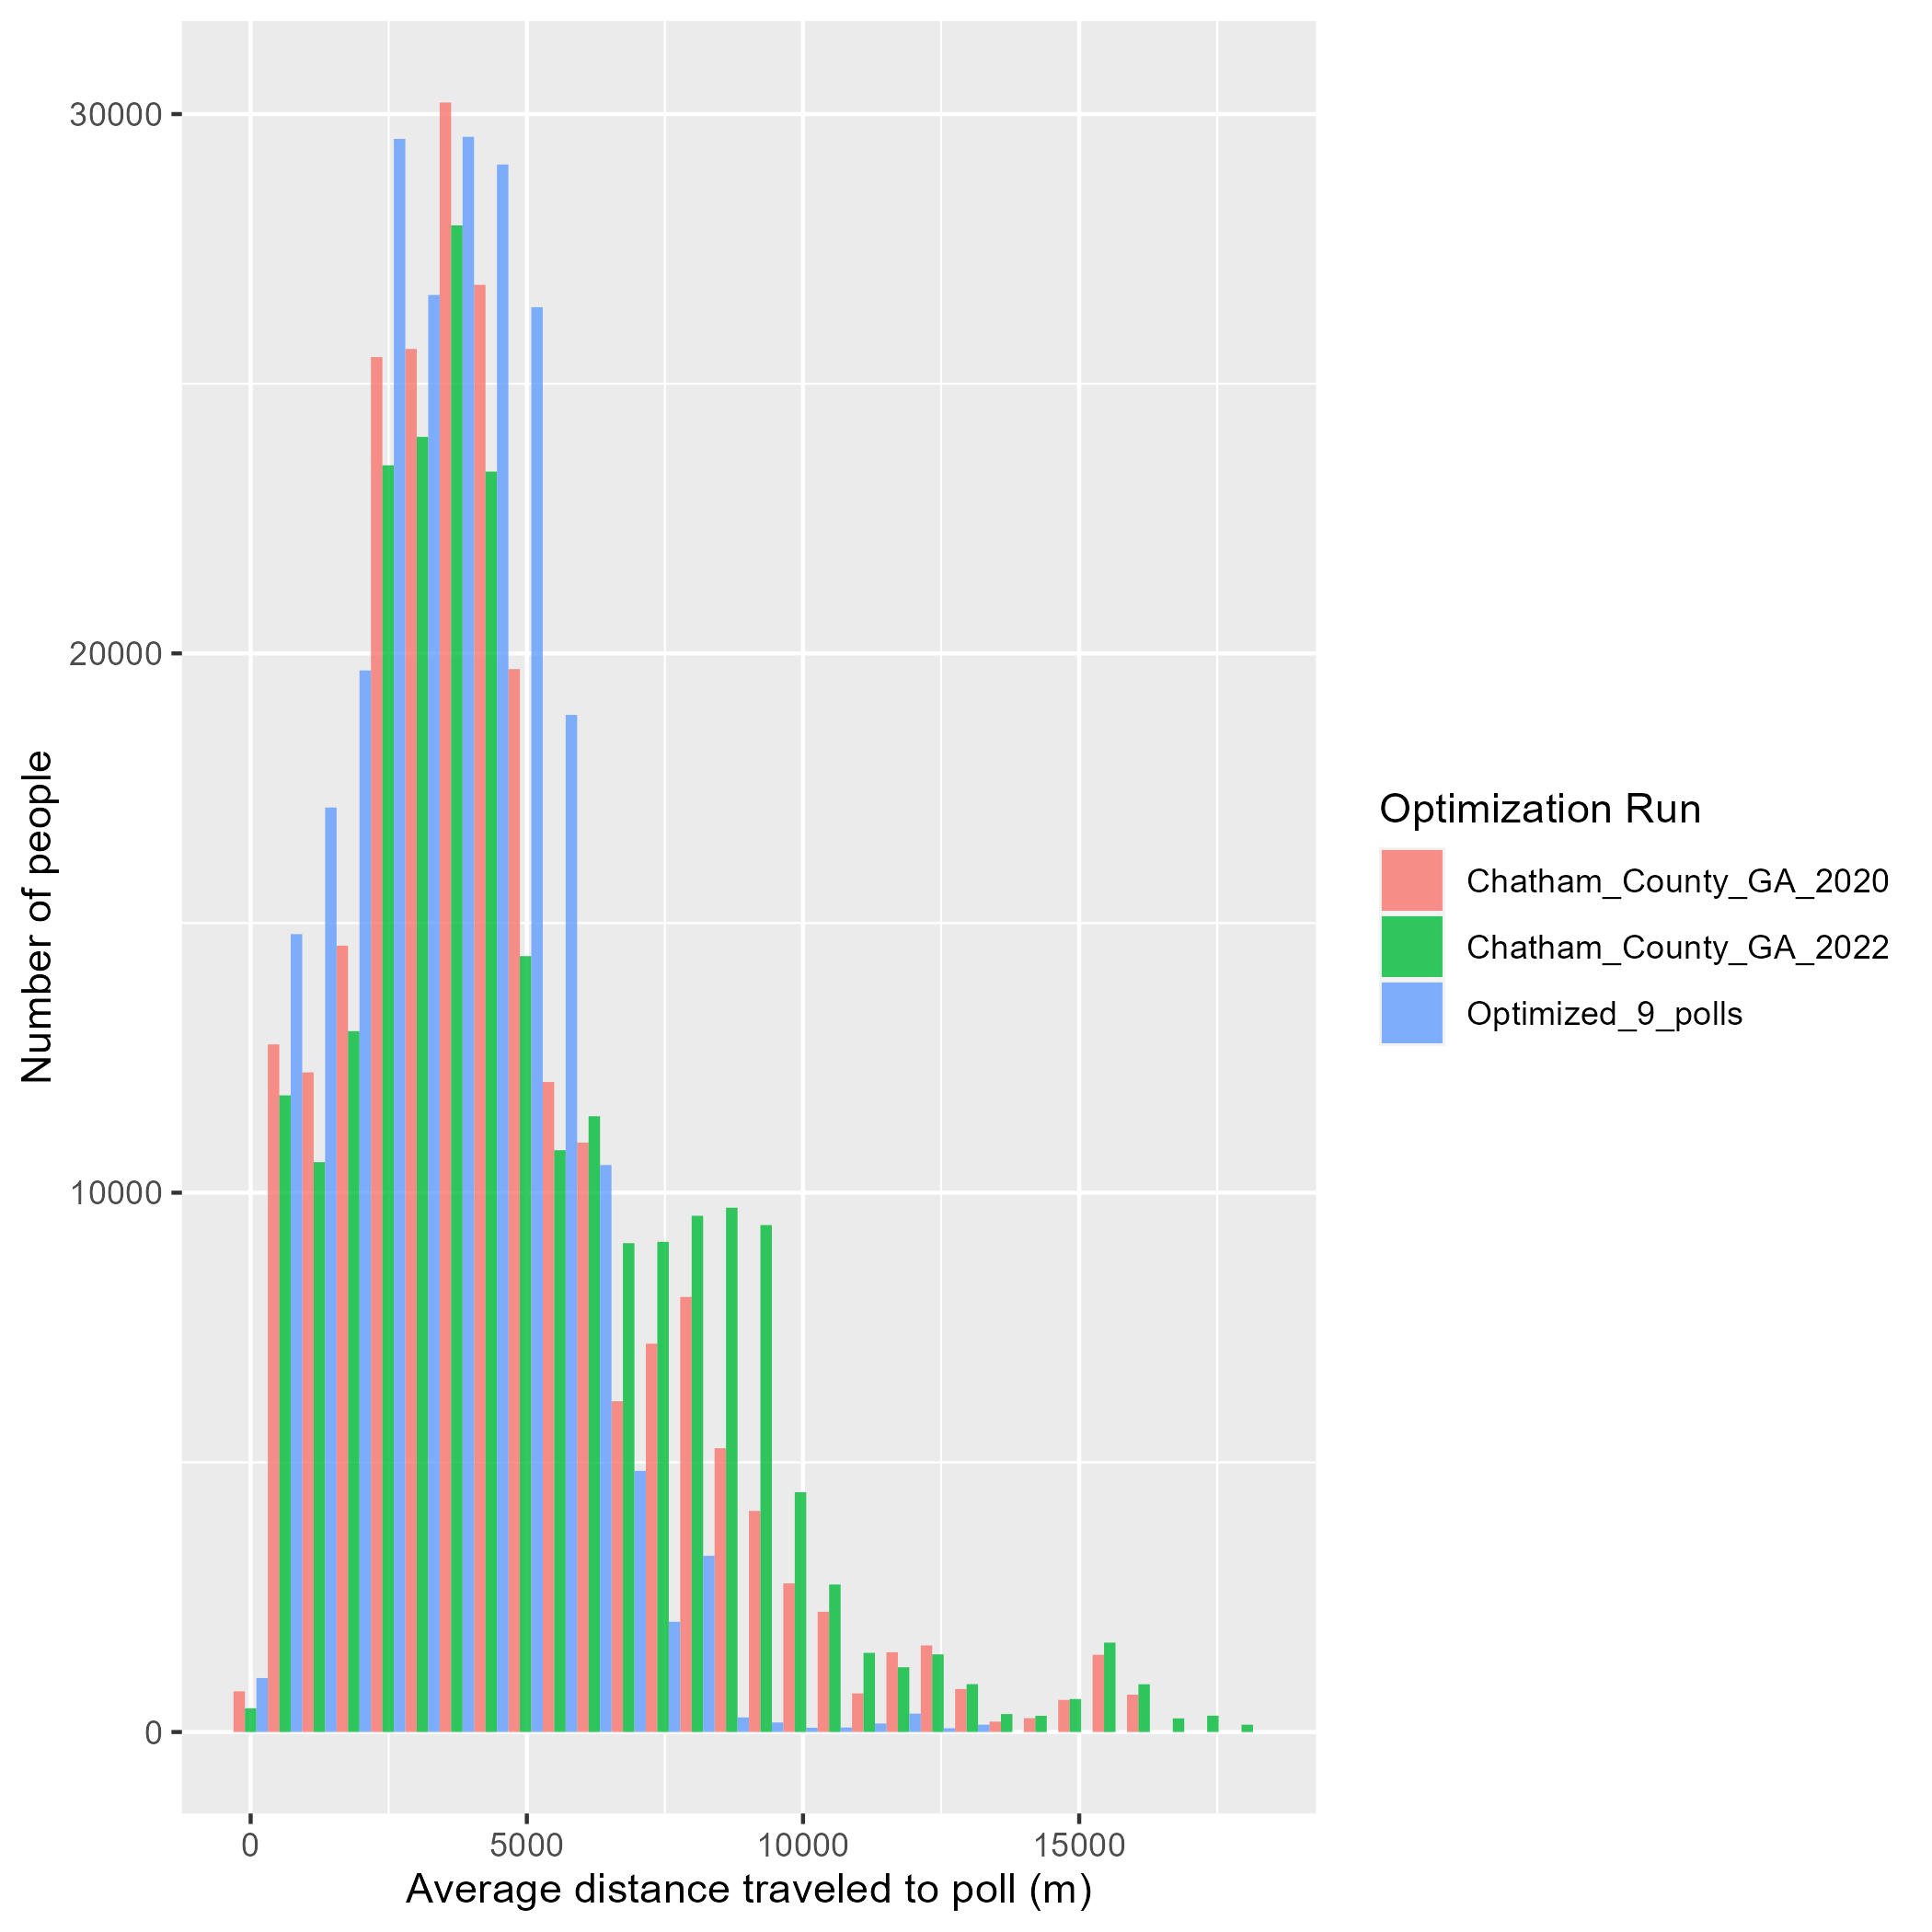 30000
20000
10000
0
Number of people
0 5000 10000 15000
Average distance traveled to poll (m)
Optimization Run
Chatham_County_GA_2020
Chatham_County_GA_2022
Optimized_9_polls